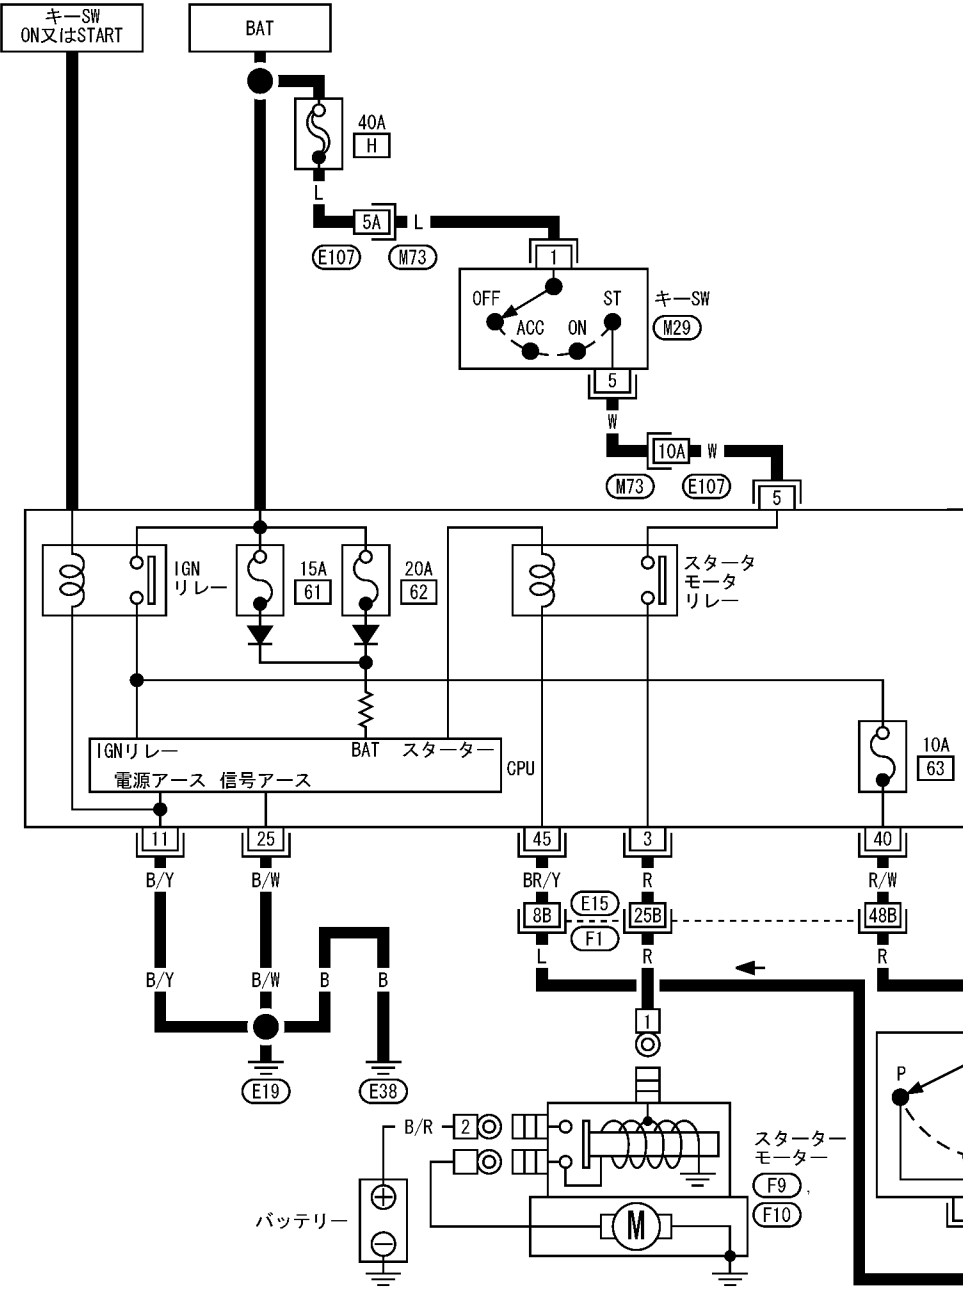 キーSW
ON又はSTART
BAT
40A
H
L
5A
L
E107
M73
1
OFF
ST
ACC
ON
キーSW
M29
5
W
10A
W
M73
E107
5
IGN
リレー
15A
61
20A
62
スタータ
モータ
リレー
IGNリレー
BAT
スターター
電源アース
信号アース
CPU
10A
63
11
25
45
3
40
B/Y
B/W
BR/Y
R
R/W
8B
E15
F1
25B
48B
B/Y
B/W
B
B
L
R
R
1
E19
E38
P
B/R
2
スターター
モーター
F9
,
F10
バッテリー
M